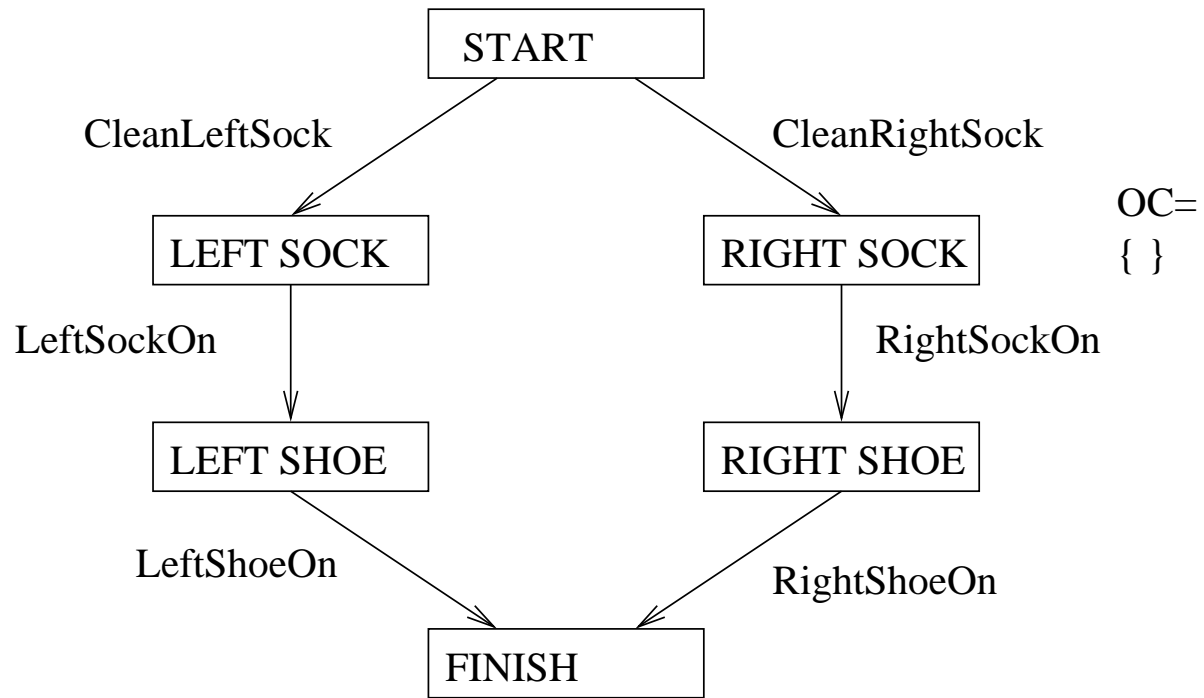 START
CleanLeftSock
CleanRightSock
OC=
{ }
LEFT SOCK
RIGHT SOCK
LeftSockOn
RightSockOn
LEFT SHOE
RIGHT SHOE
LeftShoeOn
RightShoeOn
FINISH